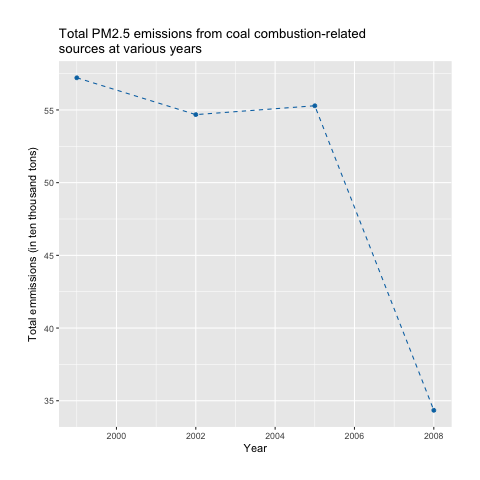 Total PM2.5 emissions from coal combustion-related
sources at various years
Total emmissions (in ten thousand tons)
55
50
45
40
35
2000
2002
2004
2006
2008
Year